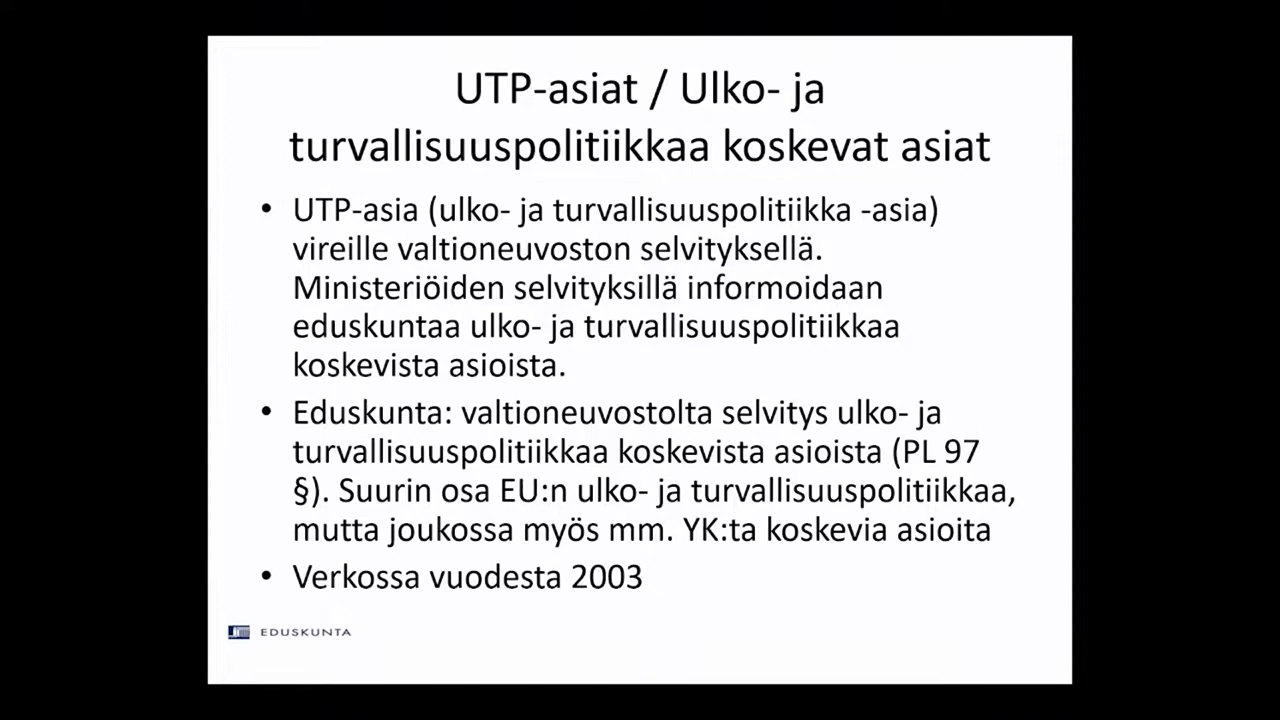 UTP-asiat / Ulko- ja
turvallisuuspolitiikkaa koskevat asiat
• UTP-asia (ulko- ja turvallisuuspolitiikka -asia)
vireille valtioneuvoston selvityksellä.
Ministeriöiden selvityksillä informoidaan
eduskuntaa ulko- ja turvallisuuspolitiikkaa
koskevista asioista.
• Eduskunta: valtioneuvostolta selvitys ulko- ja
turvallisuuspolitiikkaa koskevista asioista (PL 97
§). Suurin osa EU:n ulko- ja turvallisuuspolitiikkaa,
mutta joukossa myös mm. YK:ta koskevia asioita
• Verkossa vuodesta 2003
EDUSKUNTA